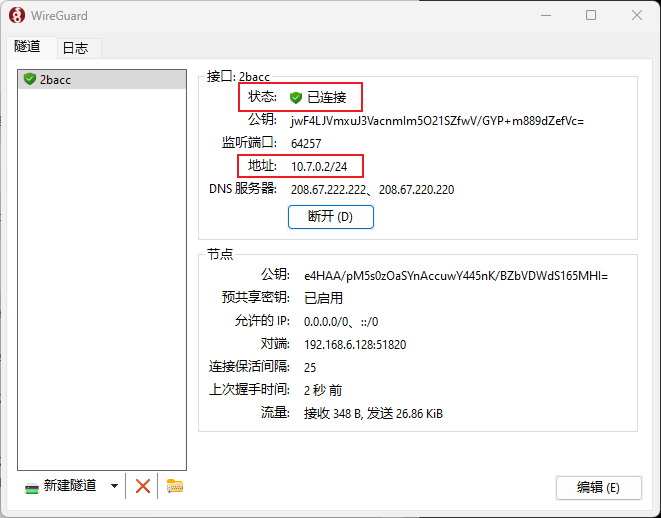 WireGuard
隧道 日志
2bacc
接口: 2bacc
状态: 已连接
公钥: jwF4LJVmxuJ3VacnmIm5O21SZfwV/GYP+m889dZefVc=
监听端口: 64257
地址: 10.7.0.2/24
DNS 服务器: 208.67.222.222、208.67.220.220
断开 (D)
节点
公钥: e4HAA/pM5s0zOaSYnAccuwY445nK/BZbVDWdS165MHI=
预共享密钥: 已启用
允许的 IP: 0.0.0.0/0、::/0
对端: 192.168.6.128:51820
连接保活间隔: 25
上次握手时间: 2 秒 前
流量: 接收 348 B, 发送 26.86 KiB
新建隧道
编辑 (E)